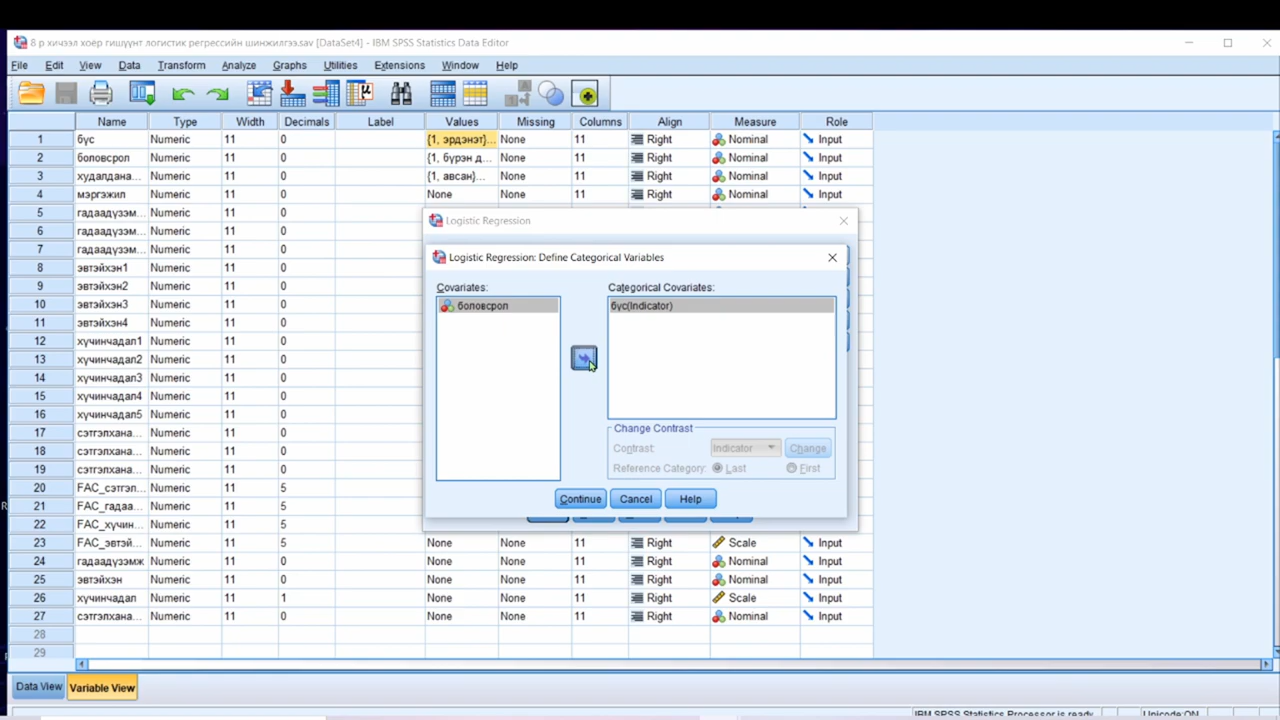 8 р хичээл хоёр гишүүнт логистик регрессийн шинжилгээ.sav [DataSet4] - IBM SPSS Statistics Data Editor
File Edit View Data Transform Analyze Graphs Utilities Extensions Window Help
Name Type Width Decimals Label Values Missing Columns Align Measure Role
1 бүс Numeric 11 0 {1, эрдэнэт}... None 11 Right Nominal Input
2 боловсрол Numeric 11 0 {1, бүрэн д... None 11 Right Nominal Input
3 худалдана... Numeric 11 0 {1, авсан}... None 11 Right Nominal Input
4 мэргэжил Numeric 11 0 None None 11 Right Nominal Input
5 гадаадүзэм... Numeric 11 0
6 гадаадүзэм... Numeric 11 0
7 гадаадүзэм... Numeric 11 0
8 эвтэйхэн1 Numeric 11 0
9 эвтэйхэн2 Numeric 11 0
10 эвтэйхэн3 Numeric 11 0
11 эвтэйхэн4 Numeric 11 0
12 хүчинчадал1 Numeric 11 0
13 хүчинчадал2 Numeric 11 0
14 хүчинчадал3 Numeric 11 0
15 хүчинчадал4 Numeric 11 0
16 хүчинчадал5 Numeric 11 0
17 сэтгэлхана... Numeric 11 0
18 сэтгэлхана... Numeric 11 0
19 сэтгэлхана... Numeric 11 0
20 FAC_сэтгэл... Numeric 11 5
21 FAC_гадаа... Numeric 11 5
22 FAC_хүчин... Numeric 11 5
23 FAC_эвтэй... Numeric 11 5 None None 11 Right Scale Input
24 гадаадүзэмж Numeric 11 0 None None 11 Right Nominal Input
25 эвтэйхэн Numeric 11 0 None None 11 Right Nominal Input
26 хүчинчадал Numeric 11 1 None None 11 Right Scale Input
27 сэтгэлхана... Numeric 11 0 None None 11 Right Nominal Input
28
29
Logistic Regression
Logistic Regression: Define Categorical Variables
Covariates:
боловсрол
Categorical Covariates:
бүс(Indicator)
Change Contrast
Contrast: Indicator Change
Reference Category: Last First
Continue Cancel Help
Data View Variable View
IBM SPSS Statistics Processor is ready Unicode:ON